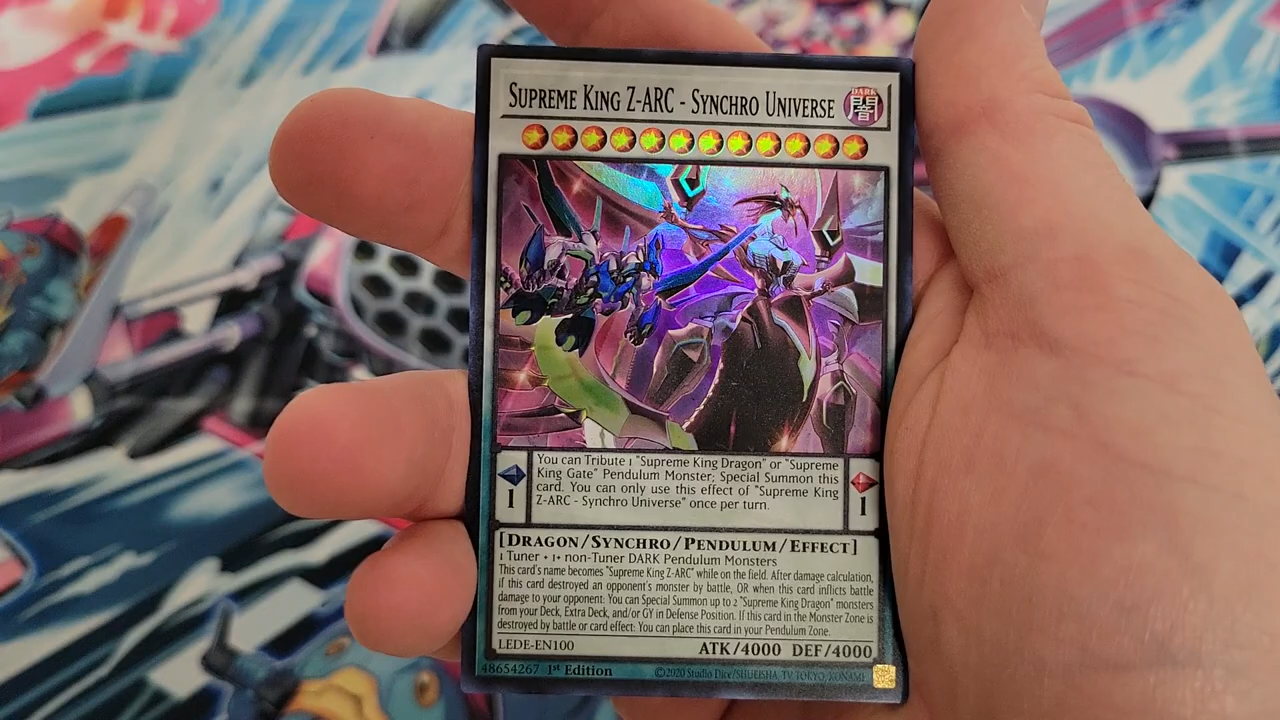 SUPREME KING Z-ARC - SYNCHRO UNIVERSE
DARK
闇
You can Tribute 1 "Supreme King Dragon" or "Supreme
King Gate" Pendulum Monster; Special Summon this
card. You can only use this effect of "Supreme King
Z-ARC - Synchro Universe" once per turn.
1
1
[DRAGON/SYNCHRO/PENDULUM/EFFECT]
1 Tuner + 1+ non-Tuner DARK Pendulum Monsters
This card's name becomes "Supreme King Z-ARC" while on the field. After damage calculation,
if this card destroyed an opponent's monster by battle, OR when this card inflicts battle
damage to your opponent: You can Special Summon up to 2 "Supreme King Dragon" monsters
from your Deck, Extra Deck, and/or GY in Defense Position. If this card in the Monster Zone is
destroyed by battle or card effect: You can place this card in your Pendulum Zone.
LEDE-EN100
ATK/4000 DEF/4000
48654267 1st Edition
©2020 Studio Dice/SHUEISHA, TV TOKYO, KONAMI